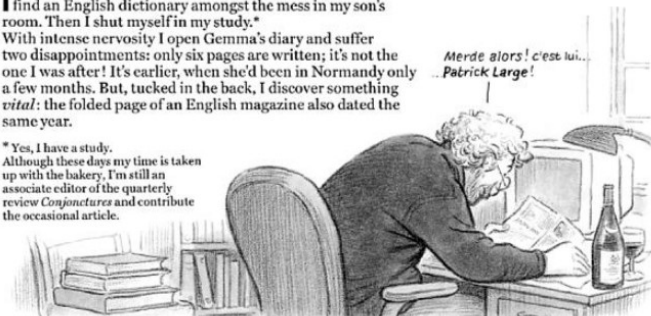 I find an English dictionary amongst the mess in my son's
room. Then I shut myself in my study.*
With intense nervosity I open Gemma's diary and suffer
two disappointments: only six pages are written; it's not the
one I was after! It's earlier, when she'd been in Normandy only
a few months. But, tucked in the back, I discover something
vital: the folded page of an English magazine also dated the
same year.
* Yes, I have a study.
Although these days my time is taken
up with the bakery, I'm still an
associate editor of the quarterly
review Conjonctures and contribute
the occasional article.
Merde alors! c'est lui...
...Patrick Large!